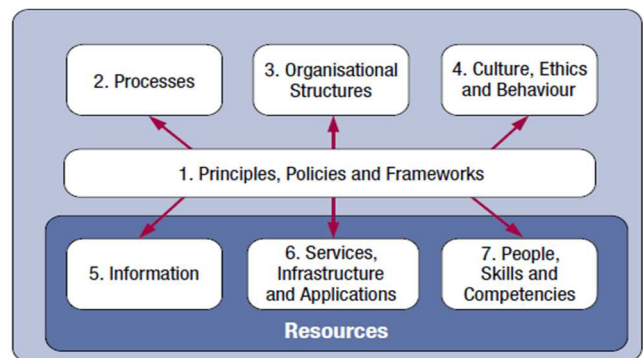 2. Processes
3. Organisational
Structures
4. Culture, Ethics
and Behaviour
1. Principles, Policies and Frameworks
5. Information
6. Services,
Infrastructure
and Applications
7. People,
Skills and
Competencies
Resources